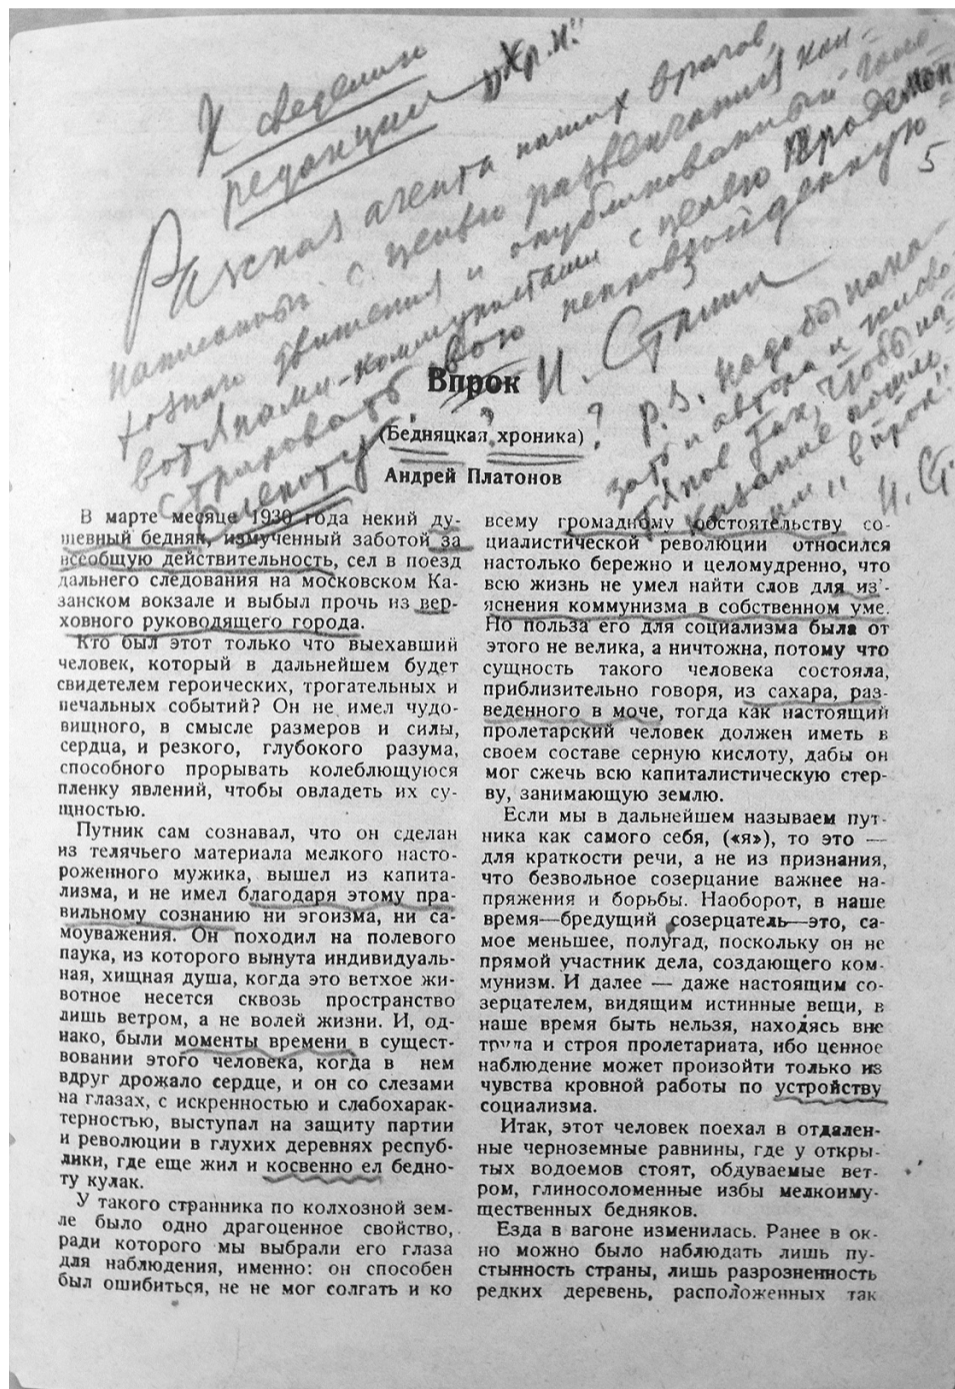 К сведению
редакции „Кр. н."
Рассказ агента наших врагов,
написанный с целью развенчания кол-
хозного движения и опубликованный голо-
вотяпами-коммунистами с целью продемон-
стрировать свою непревзойденную
слепоту.
И. Сталин
5
P.S. Надо бы нака-
зать и автора и головo-
тяпов так, чтобы на-
казание пошло
им „впрок"
И. Ст.
Впрок
(Бедняцкая хроника)
? ? ?
Андрей Платонов
В марте месяце 1930 года некий ду-
шевный бедняк, измученный заботой за
всеобщую действительность, сел в поезд
дальнего следования на московском Ка-
занском вокзале и выбыл прочь из вер-
ховного руководящего города.
Кто был этот только что выехавший
человек, который в дальнейшем будет
свидетелем героических, трогательных и
печальных событий? Он не имел чудо-
вищного, в смысле размеров и силы,
сердца, и резкого, глубокого разума,
способного прорывать колеблющуюся
пленку явлений, чтобы овладеть их су-
щностью.
Путник сам сознавал, что он сделан
из телячьего материала мелкого насто-
роженного мужика, вышел из капита-
лизма, и не имел благодаря этому пра-
вильному сознанию ни эгоизма, ни са-
моуважения. Он походил на полевого
паука, из которого вынута индивидуаль-
ная, хищная душа, когда это ветхое жи-
вотное несется сквозь пространство
лишь ветром, а не волей жизни. И, од-
нако, были моменты времени в сущест-
вовании этого человека, когда в нем
вдруг дрожало сердце, и он со слезами
на глазах, с искренностью и слабохарак-
терностью, выступал на защиту партии
и революции в глухих деревнях респуб-
лики, где еще жил и косвенно ел бедно-
ту кулак.
У такого странника по колхозной зем-
ле было одно драгоценное свойство,
ради которого мы выбрали его глаза
для наблюдения, именно: он способен
был ошибиться, не не мог солгать и ко
всему громадному обстоятельству со-
циалистической революции относился
настолько бережно и целомудренно, что
всю жизнь не умел найти слов для из'-
яснения коммунизма в собственном уме.
Но польза его для социализма была от
этого не велика, а ничтожна, потому что
сущность такого человека состояла,
приблизительно говоря, из сахара, раз-
веденного в моче, тогда как настоящий
пролетарский человек должен иметь в
своем составе серную кислоту, дабы он
мог сжечь всю капиталистическую стер-
ву, занимающую землю.
Если мы в дальнейшем называем пут-
ника как самого себя, («я»), то это —
для краткости речи, а не из признания,
что безвольное созерцание важнее на-
пряжения и борьбы. Наоборот, в наше
время—бредущий созерцатель—это, са-
мое меньшее, полугад, поскольку он не
прямой участник дела, создающего ком-
мунизм. И далее — даже настоящим со-
зерцателем, видящим истинные вещи, в
наше время быть нельзя, находясь вне
труда и строя пролетариата, ибо ценное
наблюдение может произойти только из
чувства кровной работы по устройству
социализма.
Итак, этот человек поехал в отдален-
ные черноземные равнины, где у откры-
тых водоемов стоят, обдуваемые вет-
ром, глиносоломенные избы мелкоиму-
щественных бедняков.
Езда в вагоне изменилась. Ранее в ок-
но можно было наблюдать лишь пу-
стынность страны, лишь разрозненность
редких деревень, расположенных так